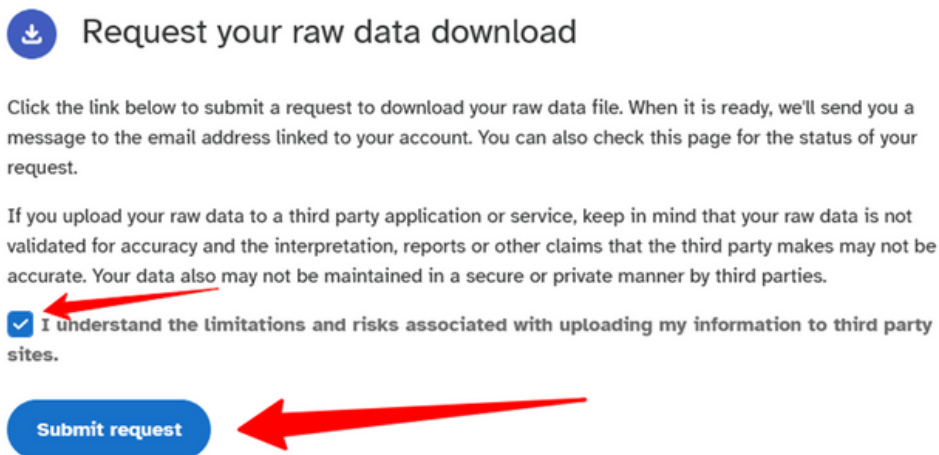 Request your raw data download
Click the link below to submit a request to download your raw data file. When it is ready, we'll send you a
message to the email address linked to your account. You can also check this page for the status of your
request.
If you upload your raw data to a third party application or service, keep in mind that your raw data is not
validated for accuracy and the interpretation, reports or other claims that the third party makes may not be
accurate. Your data also may not be maintained in a secure or private manner by third parties.
I understand the limitations and risks associated with uploading my information to third party
sites.
Submit request